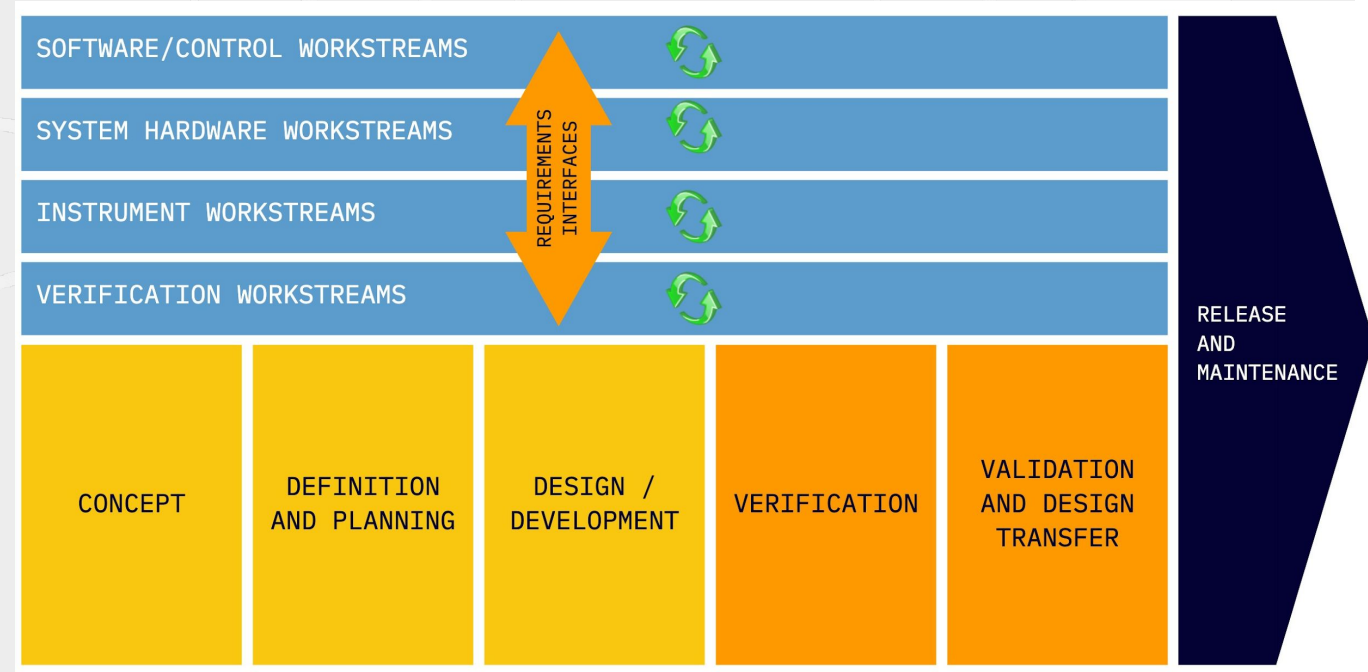 SOFTWARE/CONTROL WORKSTREAMS
SYSTEM HARDWARE WORKSTREAMS
INSTRUMENT WORKSTREAMS
VERIFICATION WORKSTREAMS
REQUIREMENTS
INTERFACES
CONCEPT
DEFINITION
AND PLANNING
DESIGN /
DEVELOPMENT
VERIFICATION
VALIDATION
AND DESIGN
TRANSFER
RELEASE
AND
MAINTENANCE